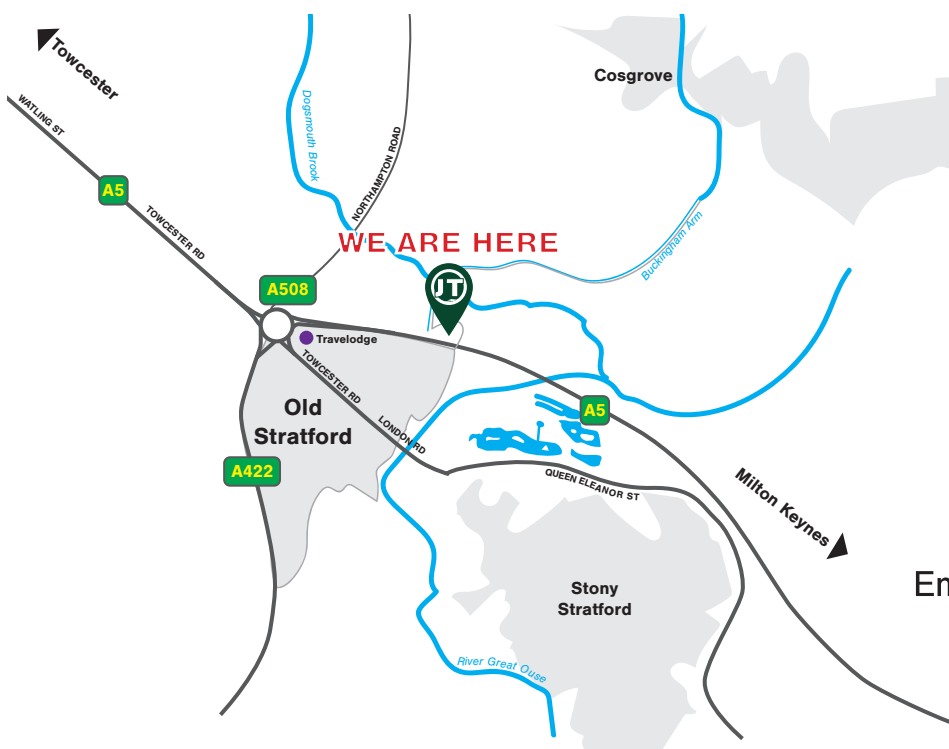 Towcester
Cosgrove
WATLING ST
Dogsmouth Brook
NORTHAMPTON ROAD
A5
TOWCESTER RD
WE ARE HERE
Buckingham Arm
A508
JT
Travelodge
TOWCESTER RD
Old
Stratford
LONDON RD
A5
A422
QUEEN ELEANOR ST
Milton Keynes
Stony
Stratford
En
River Great Ouse